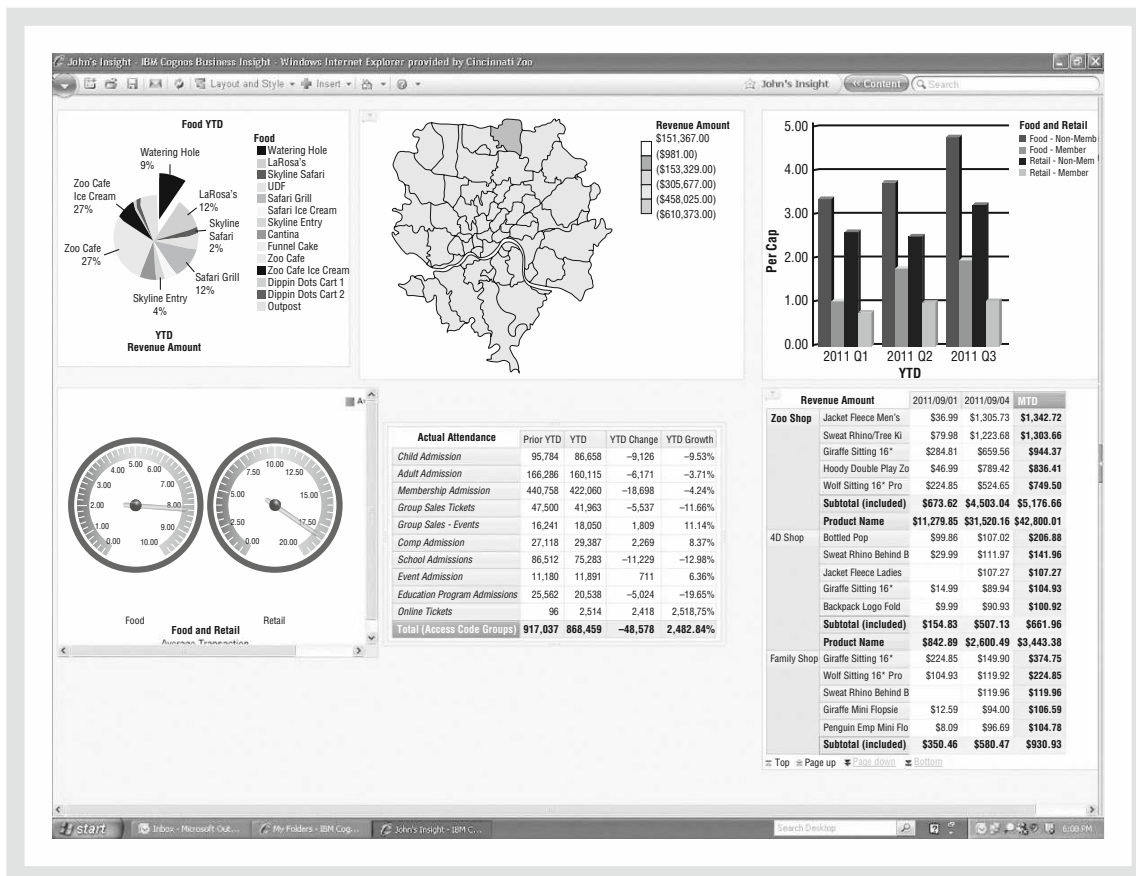 John's Insight - IBM Cognos Business Insight - Windows Internet Explorer provided by Cincinnati Zoo
Layout and Style Insert John's Insight Content Search
Food YTD
Watering Hole
9%
Zoo Cafe
Ice Cream
27%
LaRosa's
12%
Skyline
Safari
2%
Zoo Cafe
27%
Safari Grill
12%
Skyline Entry
4%
YTD
Revenue Amount
Food
Watering Hole
LaRosa's
Skyline Safari
UDF
Safari Grill
Safari Ice Cream
Skyline Entry
Cantina
Funnel Cake
Zoo Cafe
Zoo Cafe Ice Cream
Dippin Dots Cart 1
Dippin Dots Cart 2
Outpost
Revenue Amount
$151,367.00
($981.00)
($153,329.00)
($305,677.00)
($458,025.00)
($610,373.00)
Per Cap
5.00
4.00
3.00
2.00
1.00
0.00
2011 Q1 2011 Q2 2011 Q3
YTD
Food and Retail
Food - Non-Memb
Food - Member
Retail - Non-Mem
Retail - Member
0.00 1.00 2.00 3.00 4.00 5.00 6.00 7.00 8.00 9.00 10.00
0.00 2.50 5.00 7.50 10.00 12.50 15.00 17.50 20.00
Food Retail
Food and Retail
Average Transaction
Actual Attendance Prior YTD YTD YTD Change YTD Growth
Child Admission 95,784 86,658 –9,126 –9.53%
Adult Admission 166,286 160,115 –6,171 –3.71%
Membership Admission 440,758 422,060 –18,698 –4.24%
Group Sales Tickets 47,500 41,963 –5,537 –11.66%
Group Sales - Events 16,241 18,050 1,809 11.14%
Comp Admission 27,118 29,387 2,269 8.37%
School Admissions 86,512 75,283 –11,229 –12.98%
Event Admission 11,180 11,891 711 6.36%
Education Program Admissions 25,562 20,538 –5,024 –19.65%
Online Tickets 96 2,514 2,418 2,518,75%
Total (Access Code Groups) 917,037 868,459 –48,578 2,482.84%
Revenue Amount 2011/09/01 2011/09/04 MTD
Zoo Shop Jacket Fleece Men's $36.99 $1,305.73 $1,342.72
Sweat Rhino/Tree Ki $79.98 $1,223.68 $1,303.66
Giraffe Sitting 16" $284.81 $659.56 $944.37
Hoody Double Play Zo $46.99 $789.42 $836.41
Wolf Sitting 16" Pro $224.85 $524.65 $749.50
Subtotal (included) $673.62 $4,503.04 $5,176.66
Product Name $11,279.85 $31,520.16 $42,800.01
4D Shop Bottled Pop $99.86 $107.02 $206.88
Sweat Rhino Behind B $29.99 $111.97 $141.96
Jacket Fleece Ladies $107.27 $107.27
Giraffe Sitting 16" $14.99 $89.94 $104.93
Backpack Logo Fold $9.99 $90.93 $100.92
Subtotal (included) $154.83 $507.13 $661.96
Product Name $842.89 $2,600.49 $3,443.38
Family Shop Giraffe Sitting 16" $224.85 $149.90 $374.75
Wolf Sitting 16" Pro $104.93 $119.92 $224.85
Sweat Rhino Behind B $119.96 $119.96
Giraffe Mini Flopsie $12.59 $94.00 $106.59
Penguin Emp Mini Flo $8.09 $96.69 $104.78
Subtotal (included) $350.46 $580.47 $930.93
Top Page up Page down Bottom
start Inbox - Microsoft Out... My Folders - IBM Cog... John's Insight - IBM C... Search Desktop 6:08 PM